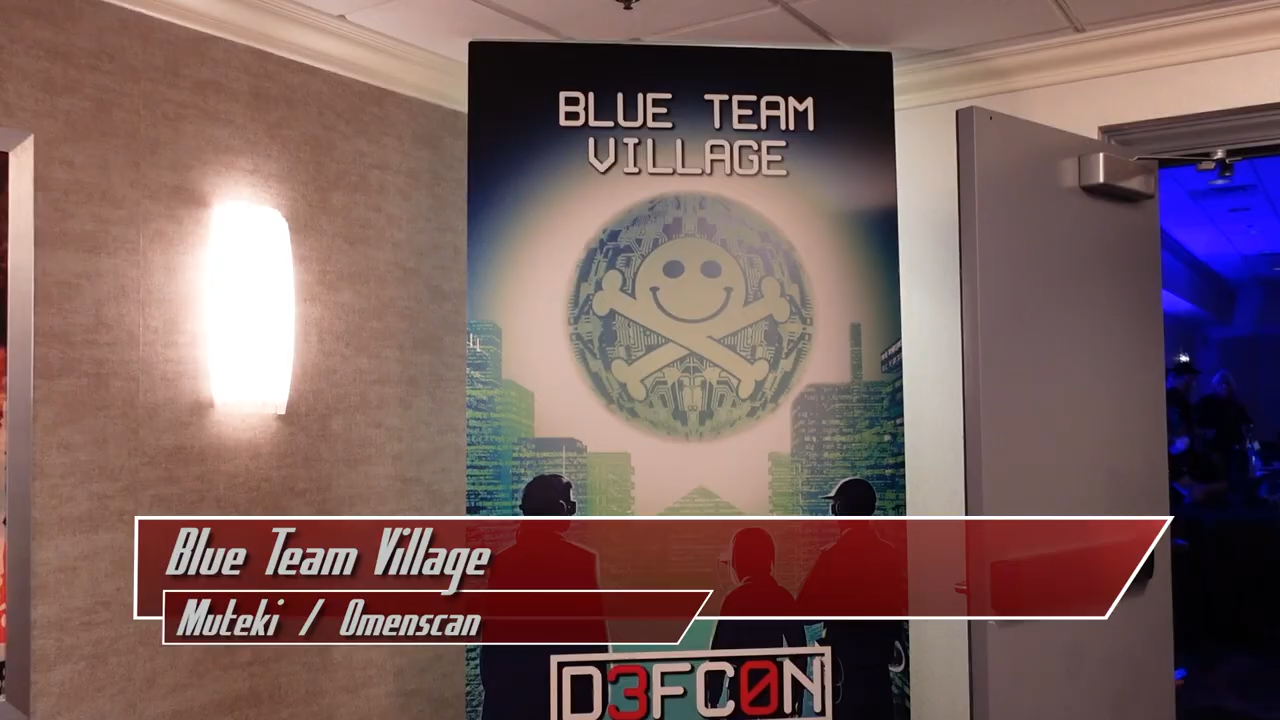 BLUE TEAM
VILLAGE
Blue Team Village
Muteki / Omenscan
D3FC0N